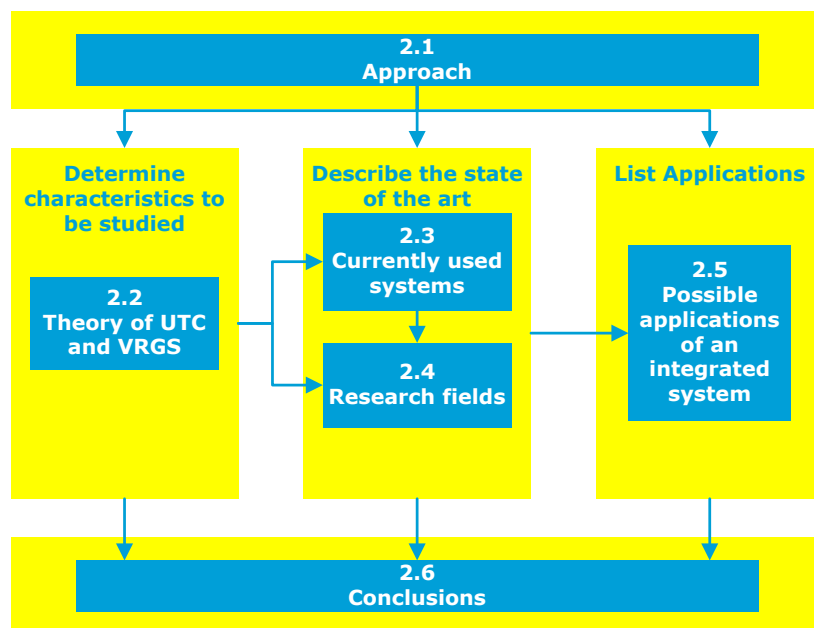 2.1
Approach
Determine
characteristics to
be studied
2.2
Theory of UTC
and VRGS
Describe the state
of the art
2.3
Currently used
systems
2.4
Research fields
List Applications
2.5
Possible
applications
of an
integrated
system
2.6
Conclusions